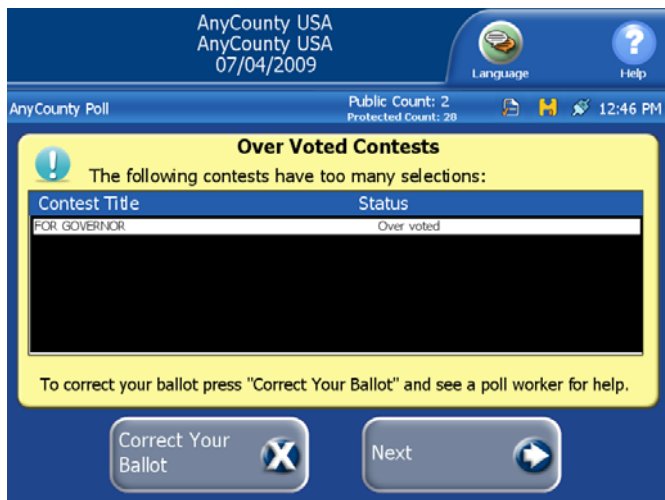 AnyCounty USA
AnyCounty USA
07/04/2009
Language
Help
AnyCounty Poll
Public Count: 2
Protected Count: 28
12:46 PM
Over Voted Contests
The following contests have too many selections:
Contest Title Status
FOR GOVERNOR Over voted
To correct your ballot press "Correct Your Ballot" and see a poll worker for help.
Correct Your
Ballot
Next